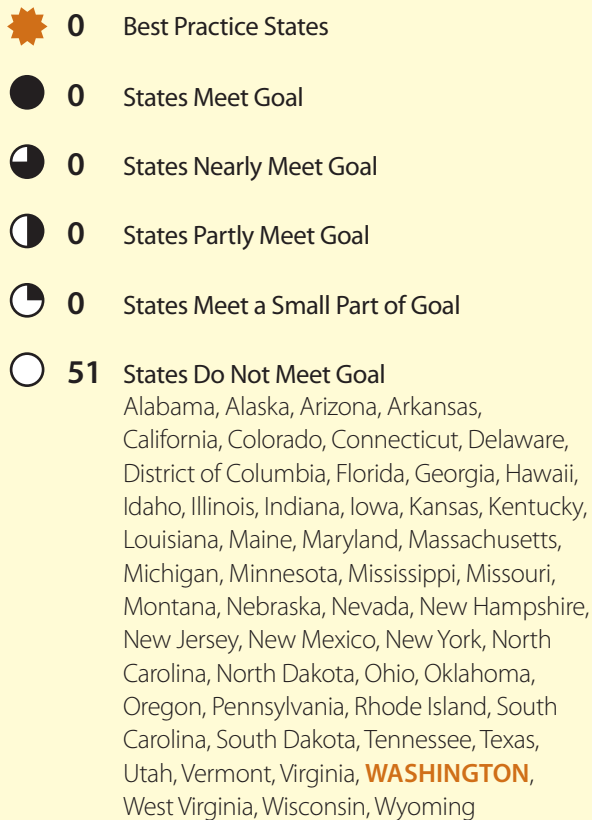 0 Best Practice States
0 States Meet Goal
0 States Nearly Meet Goal
0 States Partly Meet Goal
0 States Meet a Small Part of Goal
51 States Do Not Meet Goal
Alabama, Alaska, Arizona, Arkansas,
California, Colorado, Connecticut, Delaware,
District of Columbia, Florida, Georgia, Hawaii,
Idaho, Illinois, Indiana, Iowa, Kansas, Kentucky,
Louisiana, Maine, Maryland, Massachusetts,
Michigan, Minnesota, Mississippi, Missouri,
Montana, Nebraska, Nevada, New Hampshire,
New Jersey, New Mexico, New York, North
Carolina, North Dakota, Ohio, Oklahoma,
Oregon, Pennsylvania, Rhode Island, South
Carolina, South Dakota, Tennessee, Texas,
Utah, Vermont, Virginia, WASHINGTON,
West Virginia, Wisconsin, Wyoming